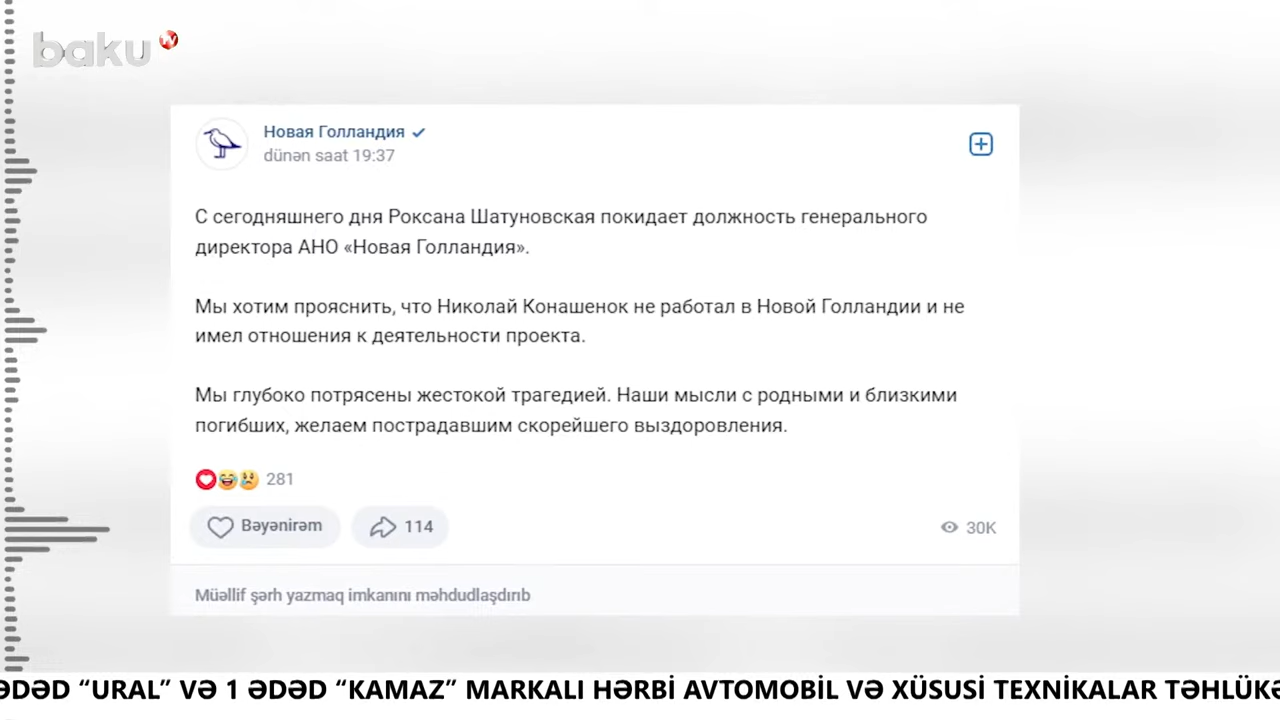 baku TV
Новая Голландия
dünən saat 19:37
С сегодняшнего дня Роксана Шатуновская покидает должность генерального
директора АНО «Новая Голландия».
Мы хотим прояснить, что Николай Конашенок не работал в Новой Голландии и не
имел отношения к деятельности проекта.
Мы глубоко потрясены жестокой трагедией. Наши мысли с родными и близкими
погибших, желаем пострадавшим скорейшего выздоровления.
281
Bəyənirəm 114 30K
Müəllif şərh yazmaq imkanını məhdudlaşdırıb
ƏDƏD “URAL” VƏ 1 ƏDƏD “KAMAZ” MARKALI HƏRBİ AVTOMOBİL VƏ XÜSUSİ TEXNİKALAR TƏHLÜKƏ